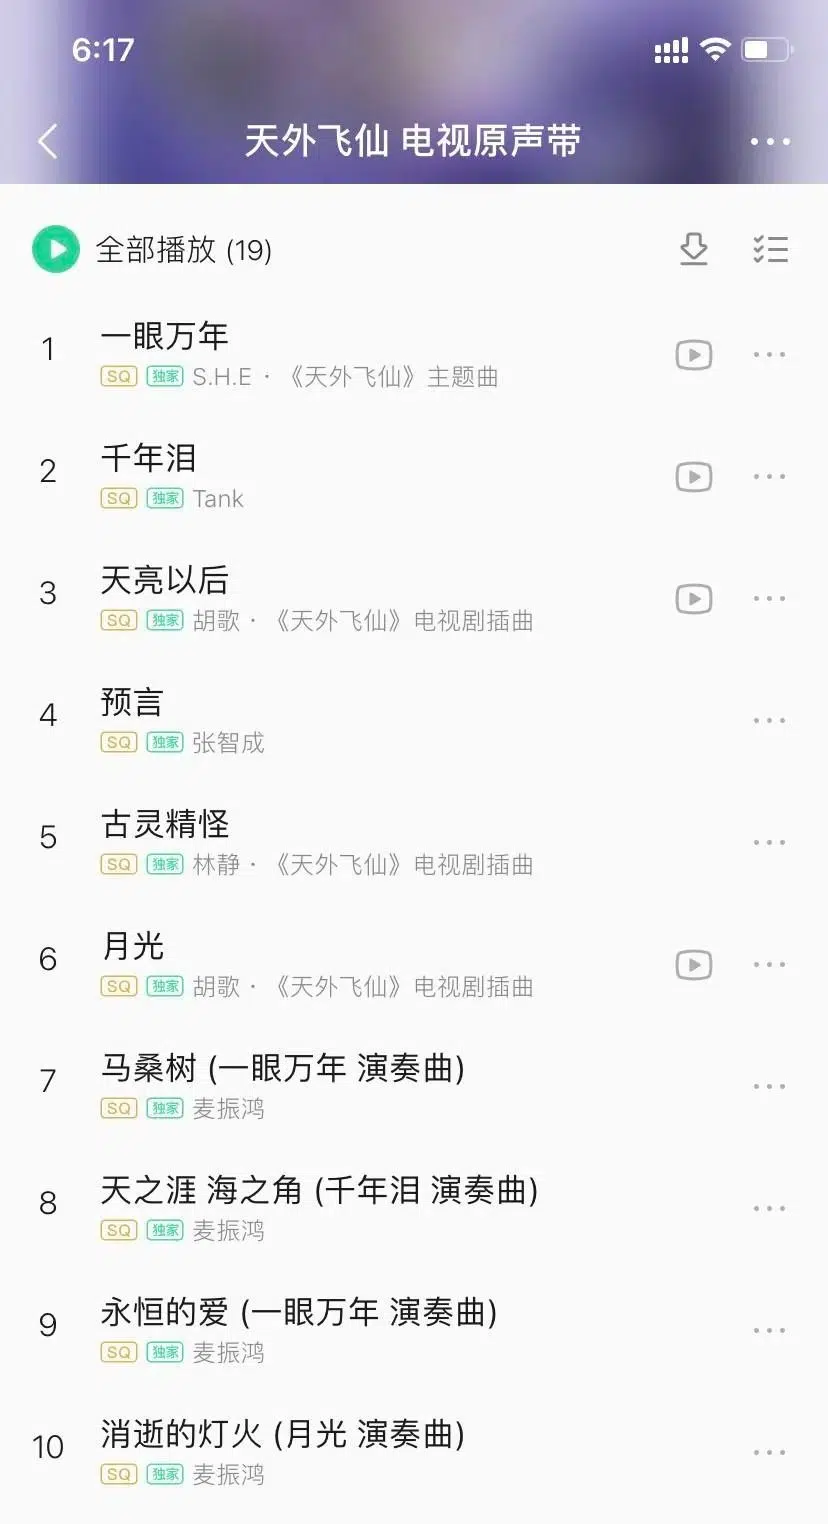 6:17
天外飞仙 电视原声带
全部播放 (19)
1
一眼万年
SQ 独家 S.H.E · 《天外飞仙》主题曲
2
千年泪
SQ 独家 Tank
3
天亮以后
SQ 独家 胡歌 · 《天外飞仙》电视剧插曲
4
预言
SQ 独家 张智成
5
古灵精怪
SQ 独家 林静 · 《天外飞仙》电视剧插曲
6
月光
SQ 独家 胡歌 · 《天外飞仙》电视剧插曲
7
马桑树 (一眼万年 演奏曲)
SQ 独家 麦振鸿
8
天之涯 海之角 (千年泪 演奏曲)
SQ 独家 麦振鸿
9
永恒的爱 (一眼万年 演奏曲)
SQ 独家 麦振鸿
10
消逝的灯火 (月光 演奏曲)
SQ 独家 麦振鸿